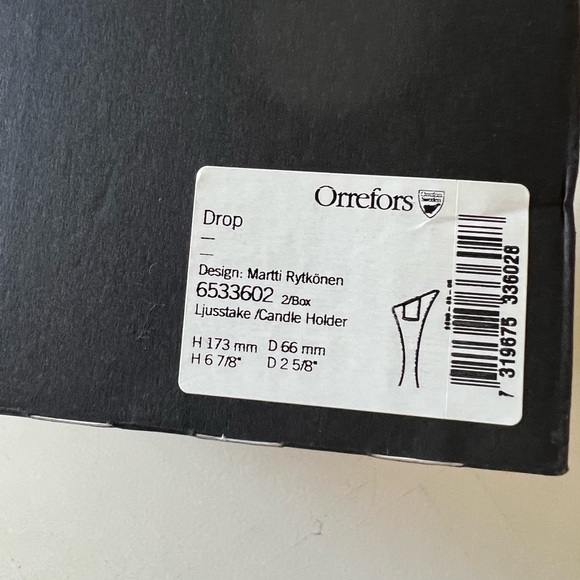 Orrefors
Drop
—
—
Design: Martti Rytkönen
6533602 2/Box
Ljusstake /Candle Holder
H 173 mm D 66 mm
H 6 7/8" D 2 5/8"
7 319675 336028